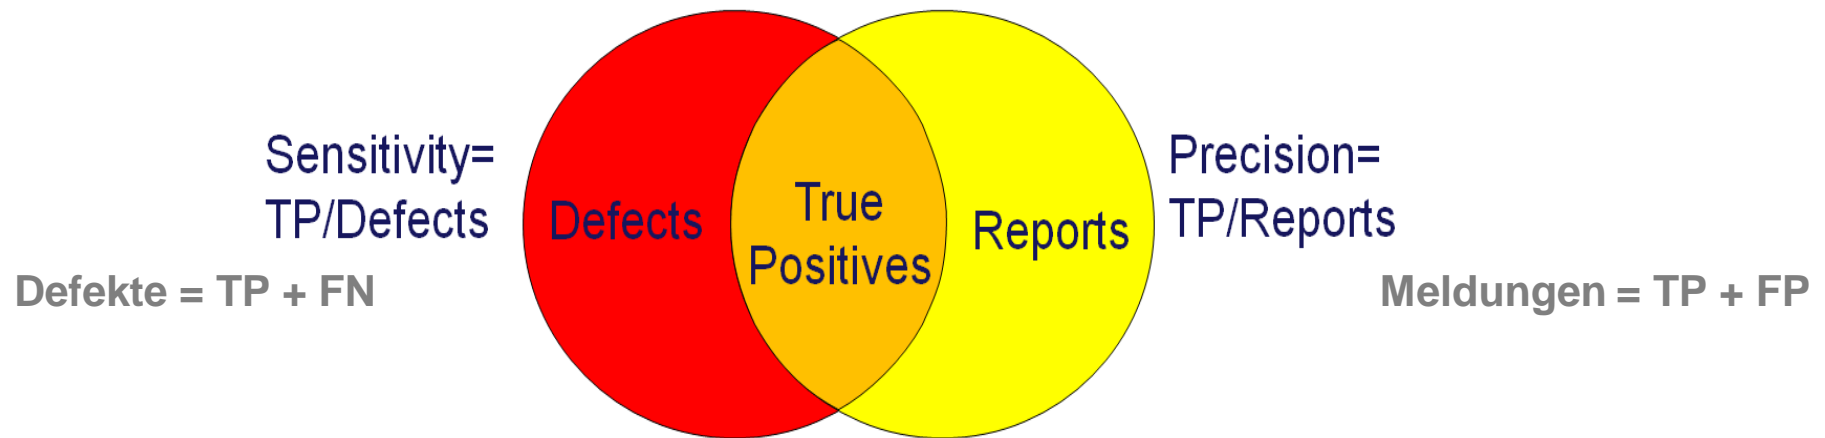 Sensitivity=
TP/Defects
Defekte = TP + FN
Defects
True
Positives
Reports
Precision=
TP/Reports
Meldungen = TP + FP